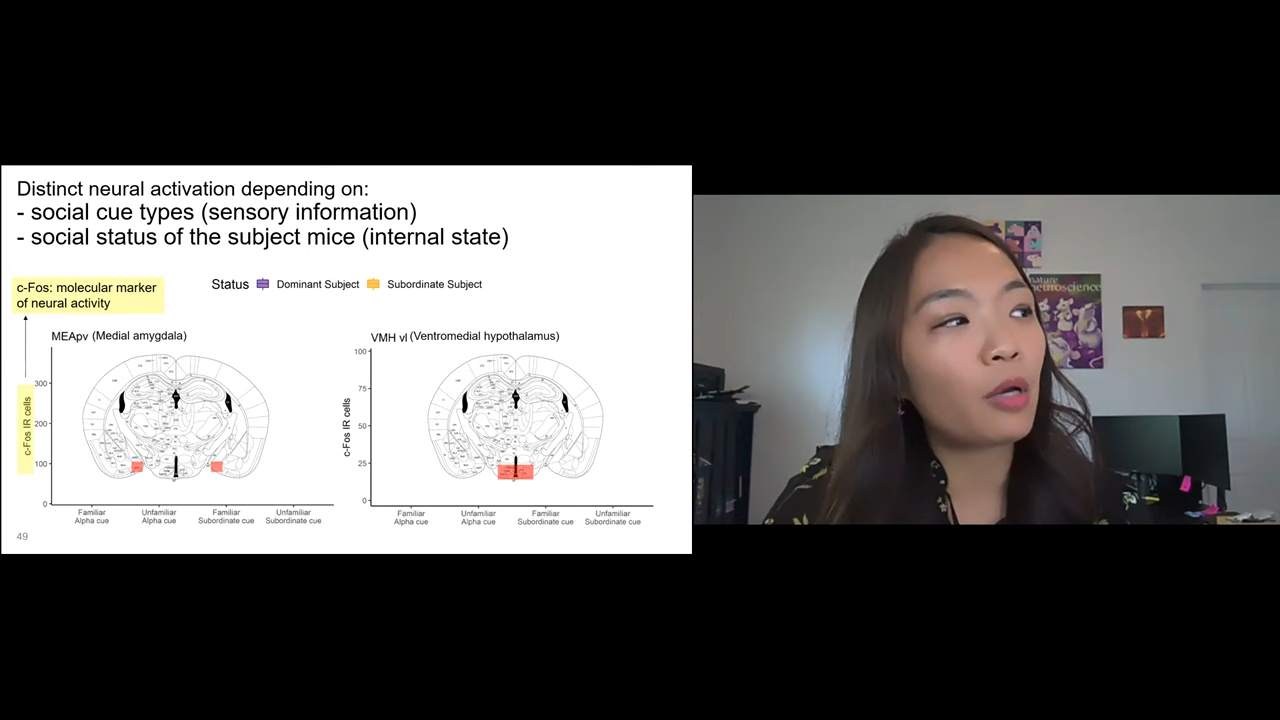 Distinct neural activation depending on:
- social cue types (sensory information)
- social status of the subject mice (internal state)
c-Fos: molecular marker
of neural activity
Status
Dominant Subject
Subordinate Subject
MEApv (Medial amygdala)
c-Fos IR cells
300
200
100
0
Familiar
Alpha cue
Unfamiliar
Alpha cue
Familiar
Subordinate cue
Unfamiliar
Subordinate cue
VMH vl (Ventromedial hypothalamus)
c-Fos IR cells
100
75
50
25
0
Familiar
Alpha cue
Unfamiliar
Alpha cue
Familiar
Subordinate cue
Unfamiliar
Subordinate cue
49
nature
neuroscience